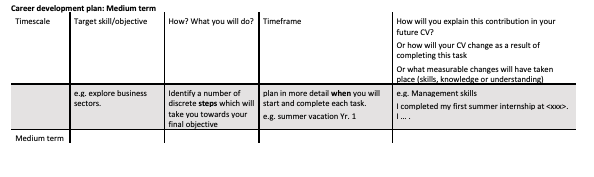 Career development plan: Medium term
Timescale
Target skill/objective
How? What you will do?
Timeframe
How will you explain this contribution in your
future CV?
Or how will your CV change as a result of
completing this task
Or what measurable changes will have taken
place (skills, knowledge or understanding)
e.g. explore business
sectors.
Identify a number of
discrete steps which will
take you towards your
final objective
plan in more detail when you will
start and complete each task.
e.g. summer vacation Yr. 1
e.g. Management skills
I completed my first summer internship at <xxx>.
I ... .
Medium term